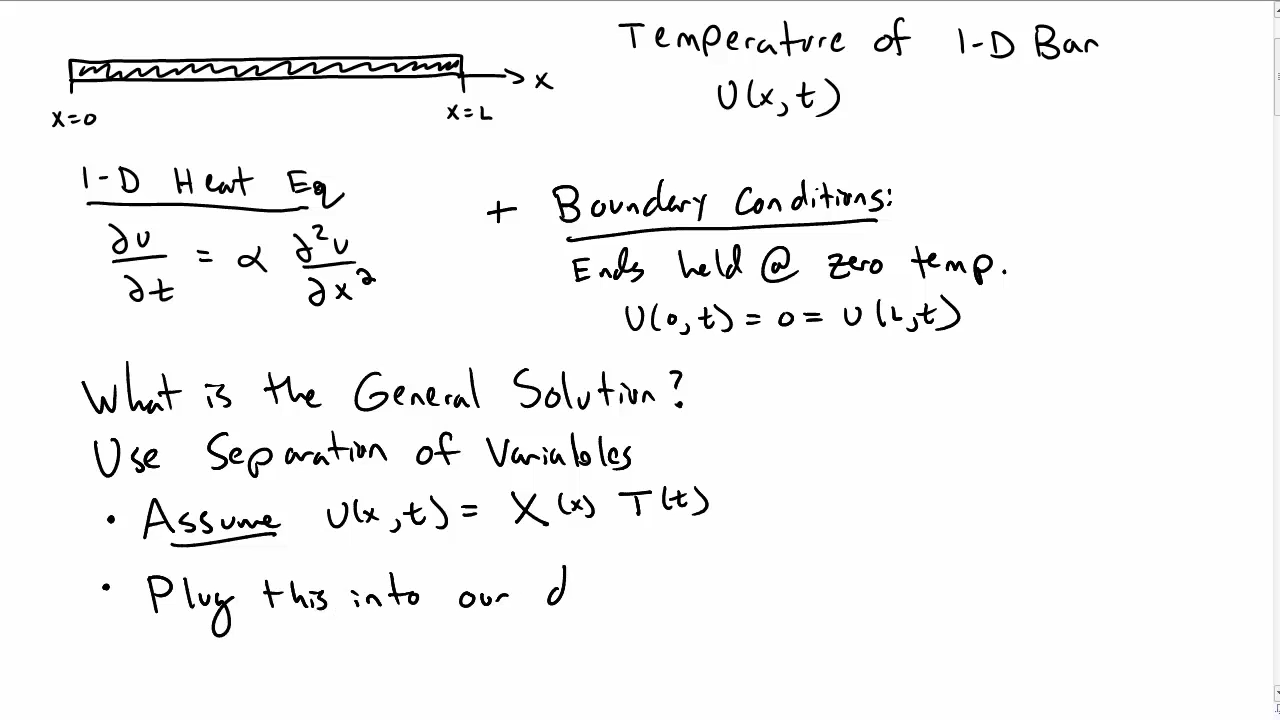 Temperature of 1-D Bar
U(x,t)
x
x=0
x=L
1-D Heat Eq
∂u/∂t = α ∂²u/∂x²
+ Boundary Conditions:
Ends held @ zero temp.
U(0,t) = 0 = U(L,t)
What is the General Solution?
Use Separation of Variables
• Assume U(x,t) = X(x) T(t)
• Plug this into our d